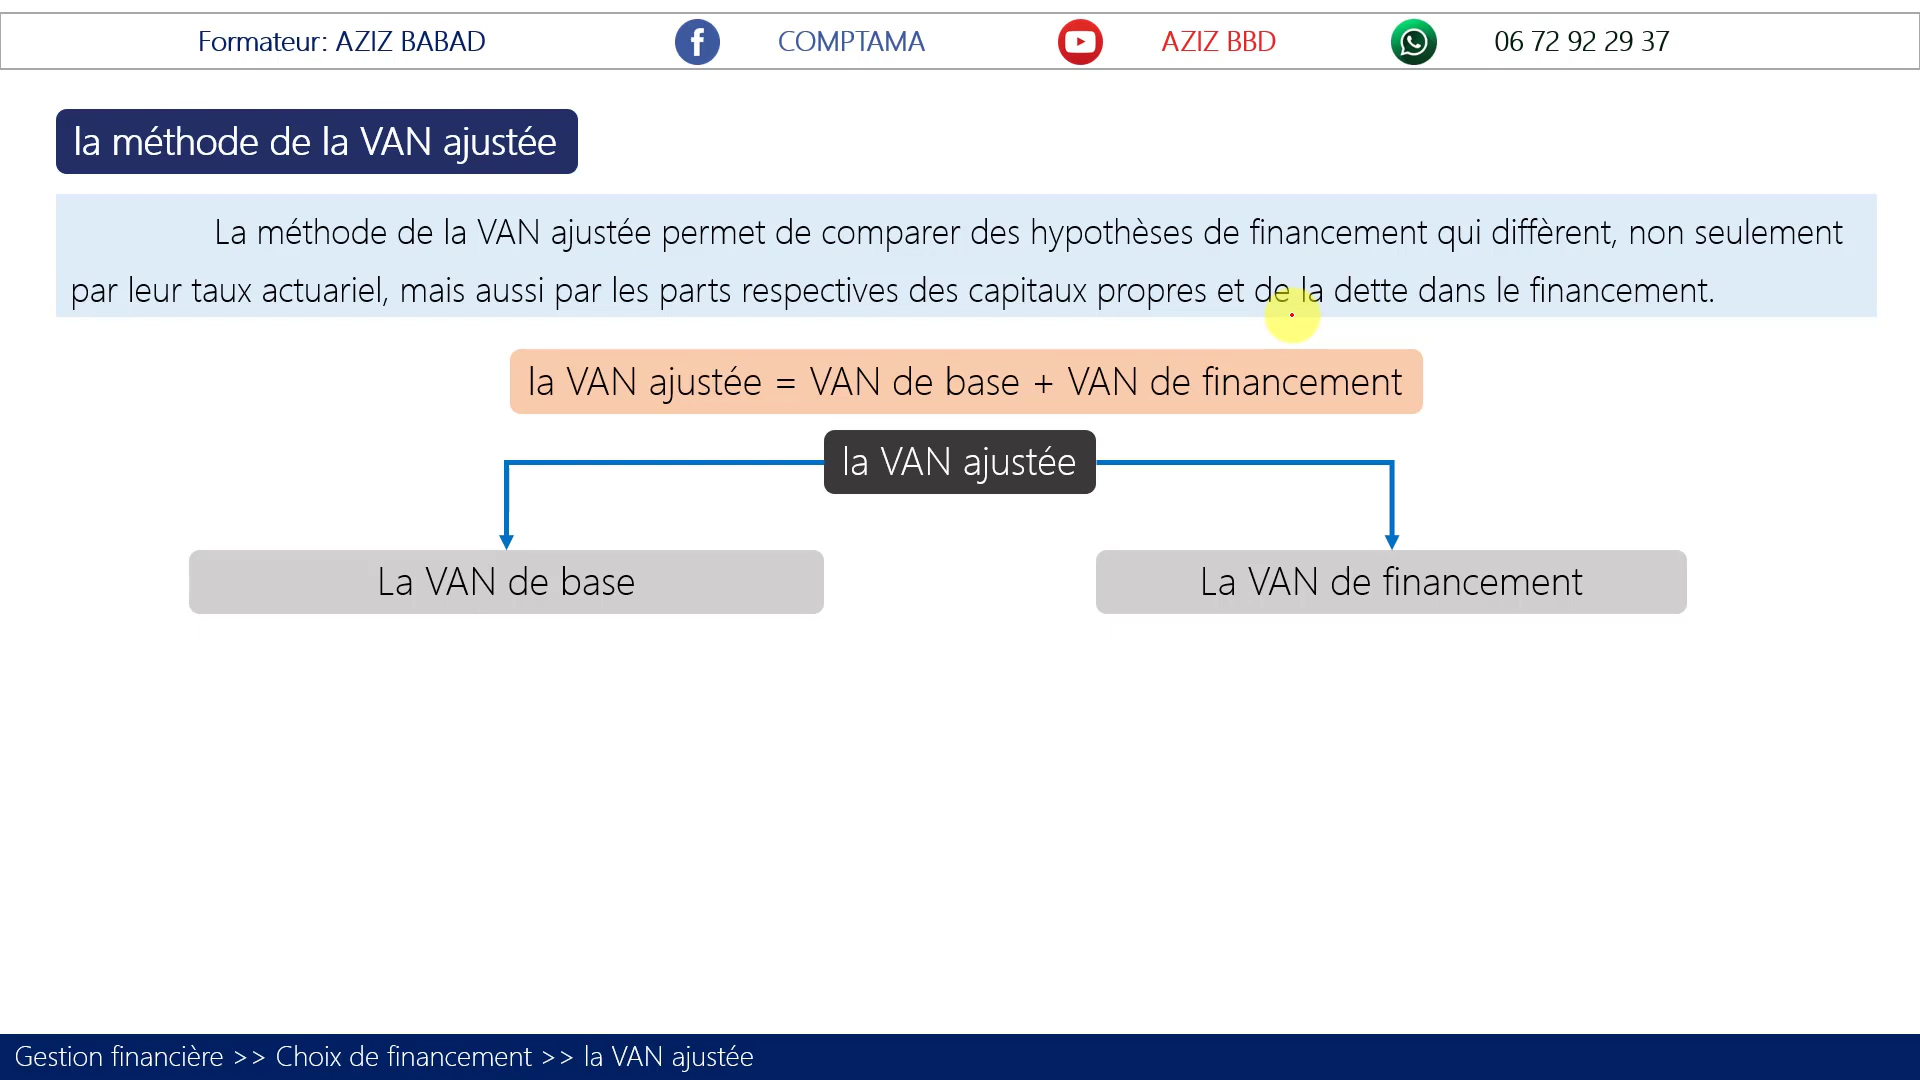 Formateur: AZIZ BABAD COMPTAMA AZIZ BBD 06 72 92 29 37
la méthode de la VAN ajustée
La méthode de la VAN ajustée permet de comparer des hypothèses de financement qui diffèrent, non seulement
par leur taux actuariel, mais aussi par les parts respectives des capitaux propres et de la dette dans le financement.
la VAN ajustée = VAN de base + VAN de financement
la VAN ajustée
La VAN de base La VAN de financement
Gestion financière >> Choix de financement >> la VAN ajustée